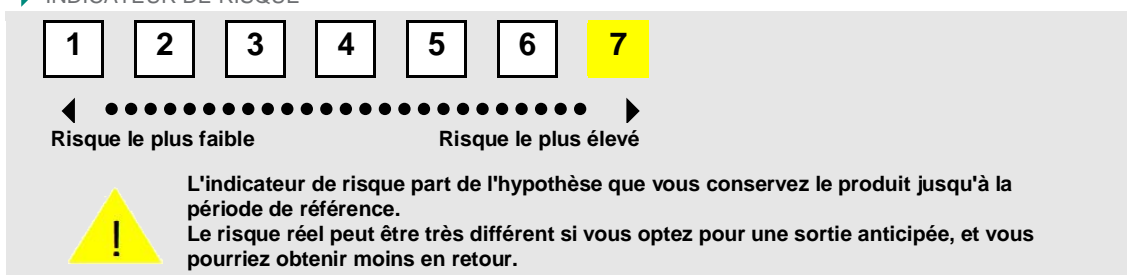 INDICATEUR DE RISQUE
1 2 3 4 5 6 7
Risque le plus faible Risque le plus élevé
L'indicateur de risque part de l'hypothèse que vous conservez le produit jusqu'à la
période de référence.
! Le risque réel peut être très différent si vous optez pour une sortie anticipée, et vous
pourriez obtenir moins en retour.